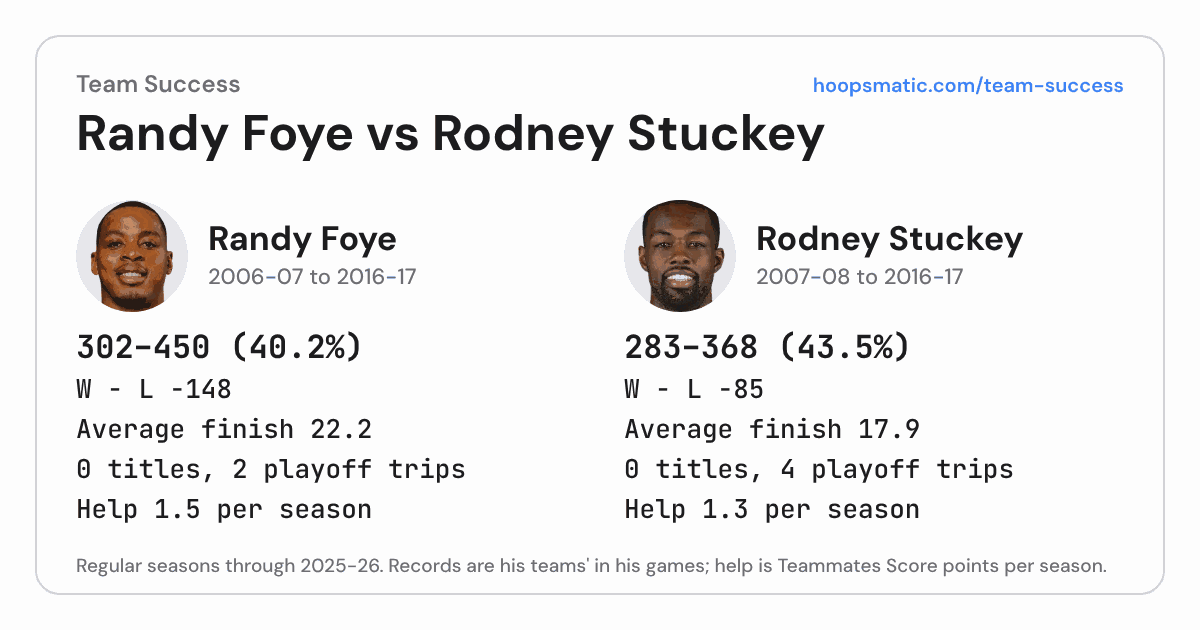 Team Success
hoopsmatic.com/team-success
Randy Foye vs Rodney Stuckey
Randy Foye
2006-07 to 2016-17
302-450 (40.2%)
W - L -148
Average finish 22.2
0 titles, 2 playoff trips
Help 1.5 per season
Rodney Stuckey
2007-08 to 2016-17
283-368 (43.5%)
W - L -85
Average finish 17.9
0 titles, 4 playoff trips
Help 1.3 per season
Regular seasons through 2025-26. Records are his teams' in his games; help is Teammates Score points per season.